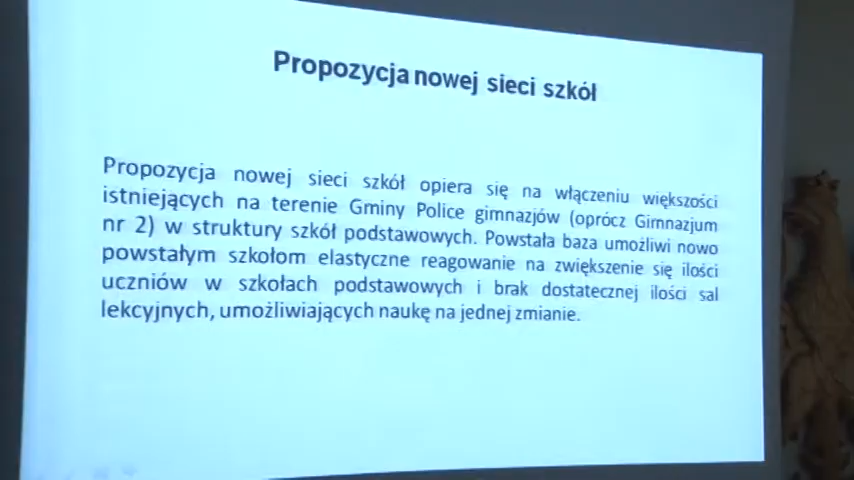 Propozycja nowej sieci szkół
Propozycja nowej sieci szkół opiera się na włączeniu większości
istniejących na terenie Gminy Police gimnazjów (oprócz Gimnazjum
nr 2) w struktury szkół podstawowych. Powstała baza umożliwi nowo
powstałym szkołom elastyczne reagowanie na zwiększenie się ilości
uczniów w szkołach podstawowych i brak dostatecznej ilości sal
lekcyjnych, umożliwiających naukę na jednej zmianie.